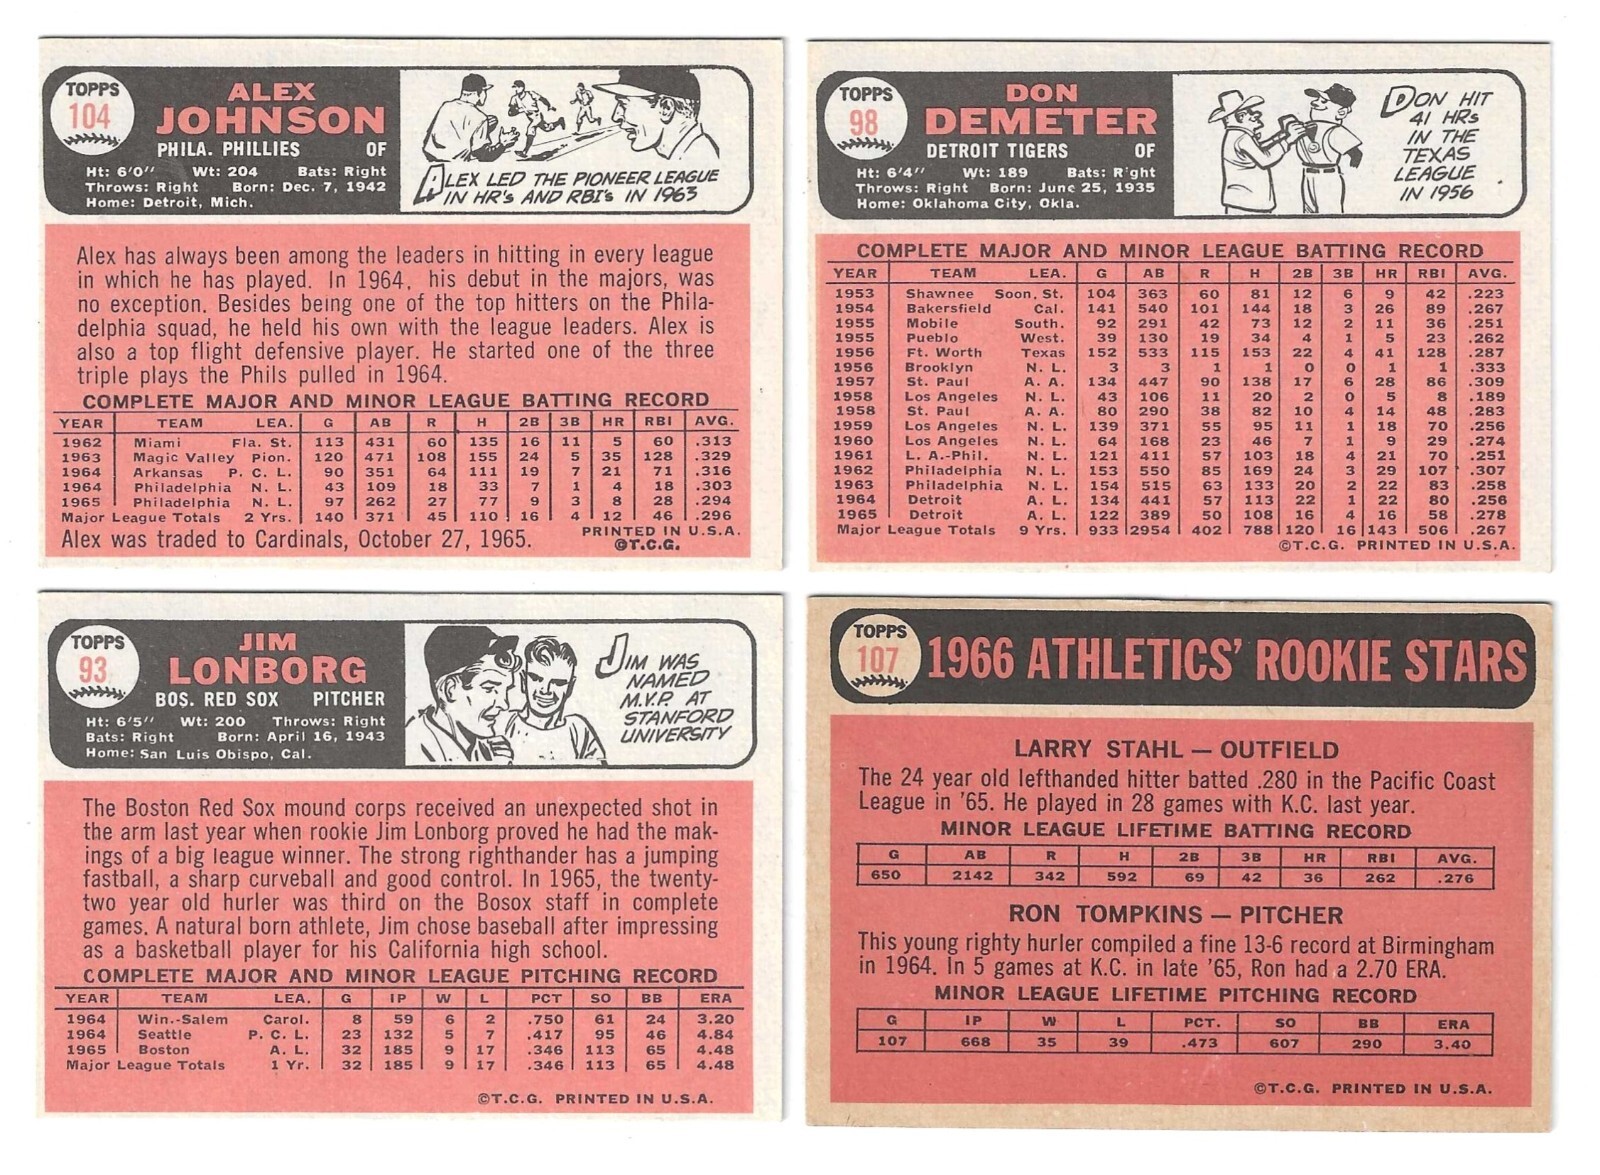 TOPPS
104
ALEX
JOHNSON
PHILA. PHILLIES OF
Ht: 6'0" Wt: 204 Bats: Right
Throws: Right Born: Dec. 7, 1942
Home: Detroit, Mich.
ALEX LED THE PIONEER LEAGUE
IN HR's AND RBI's IN 1963
Alex has always been among the leaders in hitting in every league
in which he has played. In 1964, his debut in the majors, was
no exception. Besides being one of the top hitters on the Phila-
delphia squad, he held his own with the league leaders. Alex is
also a top flight defensive player. He started one of the three
triple plays the Phils pulled in 1964.
COMPLETE MAJOR AND MINOR LEAGUE BATTING RECORD
YEAR TEAM LEA. G AB R H 2B 3B HR RBI AVG.
1962 Miami Fla. St. 113 431 60 135 16 11 5 60 .313
1963 Magic Valley Pion. 120 471 108 155 24 5 35 128 .329
1964 Arkansas P. C. L. 90 351 64 111 19 7 21 71 .316
1964 Philadelphia N. L. 43 109 18 33 7 1 4 18 .303
1965 Philadelphia N. L. 97 262 27 77 9 3 8 28 .294
Major League Totals 2 Yrs. 140 371 45 110 16 4 12 46 .296
Alex was traded to Cardinals, October 27, 1965.
PRINTED IN U.S.A.
©T.C.G.
TOPPS
98
DON
DEMETER
DETROIT TIGERS OF
Ht: 6'4" Wt: 189 Bats: Right
Throws: Right Born: June 25, 1935
Home: Oklahoma City, Okla.
DON HIT
41 HRs
IN THE
TEXAS
LEAGUE
IN 1956
COMPLETE MAJOR AND MINOR LEAGUE BATTING RECORD
YEAR TEAM LEA. G AB R H 2B 3B HR RBI AVG.
1953 Shawnee Soon. St. 104 363 60 81 12 6 9 42 .223
1954 Bakersfield Cal. 141 540 101 144 18 3 26 89 .267
1955 Mobile South. 92 291 42 73 12 2 11 36 .251
1955 Pueblo West. 39 130 19 34 4 1 5 23 .262
1956 Ft. Worth Texas 152 533 115 153 22 4 41 128 .287
1956 Brooklyn N. L. 3 3 1 1 0 0 1 1 .333
1957 St. Paul A. A. 134 447 90 138 17 6 28 86 .309
1958 Los Angeles N. L. 43 106 11 20 2 0 5 8 .189
1958 St. Paul A. A. 80 290 38 82 10 4 14 48 .283
1959 Los Angeles N. L. 139 371 55 95 11 1 18 70 .256
1960 Los Angeles N. L. 64 168 23 46 7 1 9 29 .274
1961 L. A.-Phil. N. L. 121 411 57 103 18 4 21 70 .251
1962 Philadelphia N. L. 153 550 85 169 24 3 29 107 .307
1963 Philadelphia N. L. 154 515 63 133 20 2 22 83 .258
1964 Detroit A. L. 134 441 57 113 22 1 22 80 .256
1965 Detroit A. L. 122 389 50 108 16 4 16 58 .278
Major League Totals 9 Yrs. 933 2954 402 788 120 16 143 506 .267
©T.C.G. PRINTED IN U.S.A.
TOPPS
93
JIM
LONBORG
BOS. RED SOX PITCHER
Ht: 6'5" Wt: 200 Throws: Right
Bats: Right Born: April 16, 1943
Home: San Luis Obispo, Cal.
JIM WAS
NAMED
M.V.P. AT
STANFORD
UNIVERSITY
The Boston Red Sox mound corps received an unexpected shot in
the arm last year when rookie Jim Lonborg proved he had the mak-
ings of a big league winner. The strong righthander has a jumping
fastball, a sharp curveball and good control. In 1965, the twenty-
two year old hurler was third on the Bosox staff in complete
games. A natural born athlete, Jim chose baseball after impressing
as a basketball player for his California high school.
COMPLETE MAJOR AND MINOR LEAGUE PITCHING RECORD
YEAR TEAM LEA. G IP W L PCT SO BB ERA
1964 Win.-Salem Carol. 8 59 6 2 .750 61 24 3.20
1964 Seattle P. C. L. 23 132 5 7 .417 95 46 4.84
1965 Boston A. L. 32 185 9 17 .346 113 65 4.48
Major League Totals 1 Yr. 32 185 9 17 .346 113 65 4.48
©T.C.G. PRINTED IN U.S.A.
TOPPS
107
1966 ATHLETICS' ROOKIE STARS
LARRY STAHL — OUTFIELD
The 24 year old lefthanded hitter batted .280 in the Pacific Coast
League in '65. He played in 28 games with K.C. last year.
MINOR LEAGUE LIFETIME BATTING RECORD
G AB R H 2B 3B HR RBI AVG.
650 2142 342 592 69 42 36 262 .276
RON TOMPKINS — PITCHER
This young righty hurler compiled a fine 13-6 record at Birmingham
in 1964. In 5 games at K.C. in late '65, Ron had a 2.70 ERA.
MINOR LEAGUE LIFETIME PITCHING RECORD
G IP W L PCT. SO BB ERA
107 668 35 39 .473 607 290 3.40
©T.C.G. PRINTED IN U.S.A.